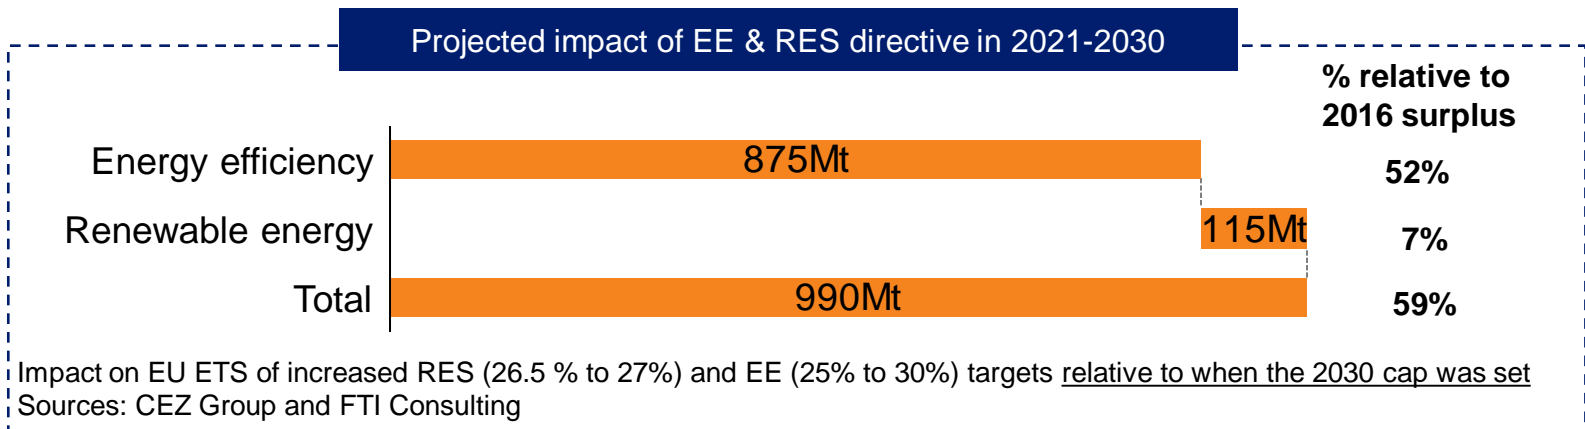 Projected impact of EE & RES directive in 2021-2030
% relative to
2016 surplus
Energy efficiency 875Mt 52%
Renewable energy 115Mt 7%
Total 990Mt 59%
Impact on EU ETS of increased RES (26.5 % to 27%) and EE (25% to 30%) targets relative to when the 2030 cap was set
Sources: CEZ Group and FTI Consulting